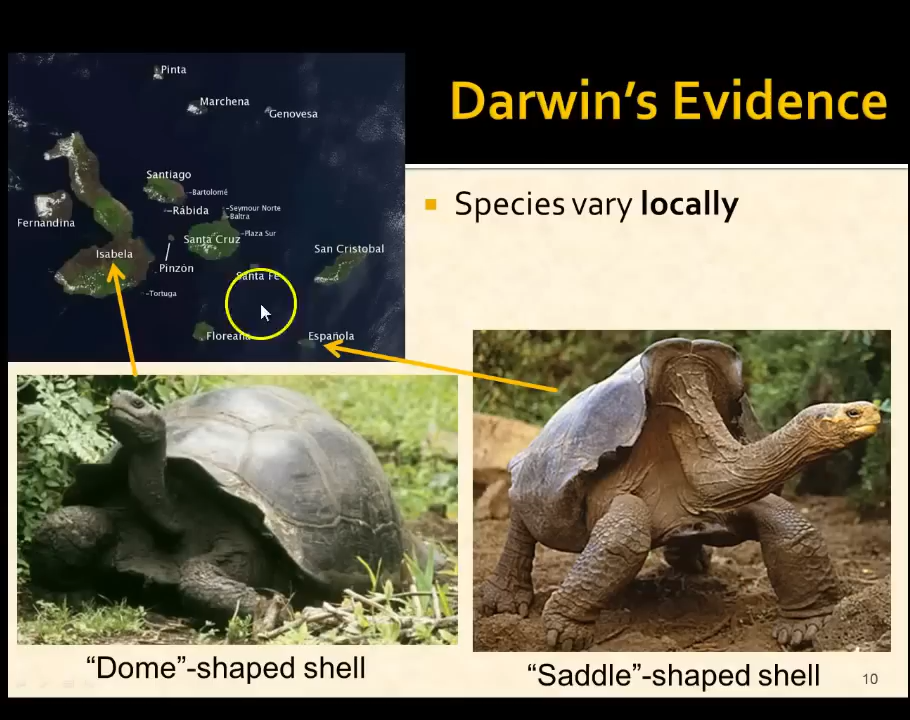 Darwin's Evidence
Species vary locally
Pinta
Marchena
Genovesa
Santiago
Bartolomé
Rábida
Seymour Norte
Baltra
Fernandina
Santa Cruz
Plaza Sur
Isabela
Pinzón
San Cristobal
Santa Fe
Tortuga
Floreana
Española
"Dome"-shaped shell
"Saddle"-shaped shell
10